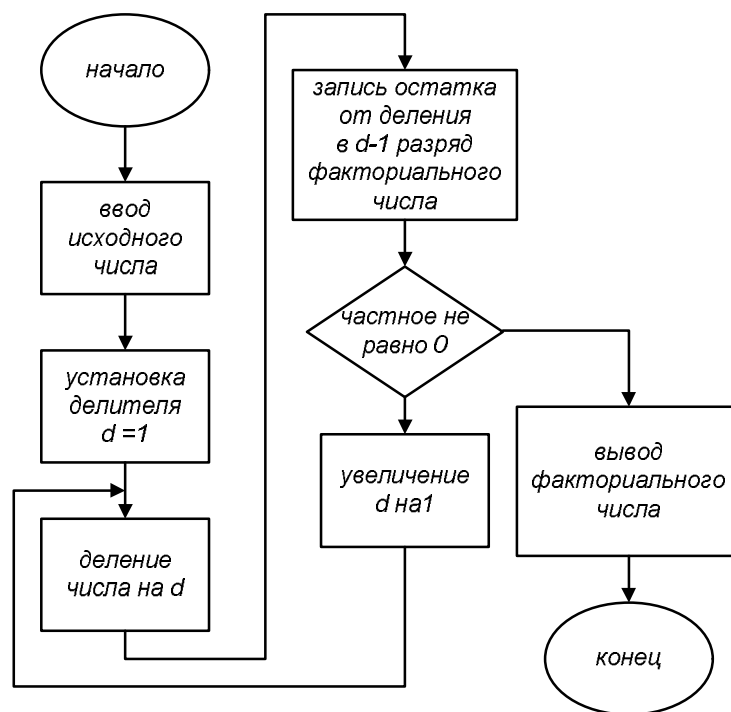 начало
ввод
исходного
числа
установка
делителя
d =1
деление
числа на d
запись остатка
от деления
в d-1 разряд
факториального
числа
частное не
равно 0
увеличение
d на1
вывод
факториального
числа
конец